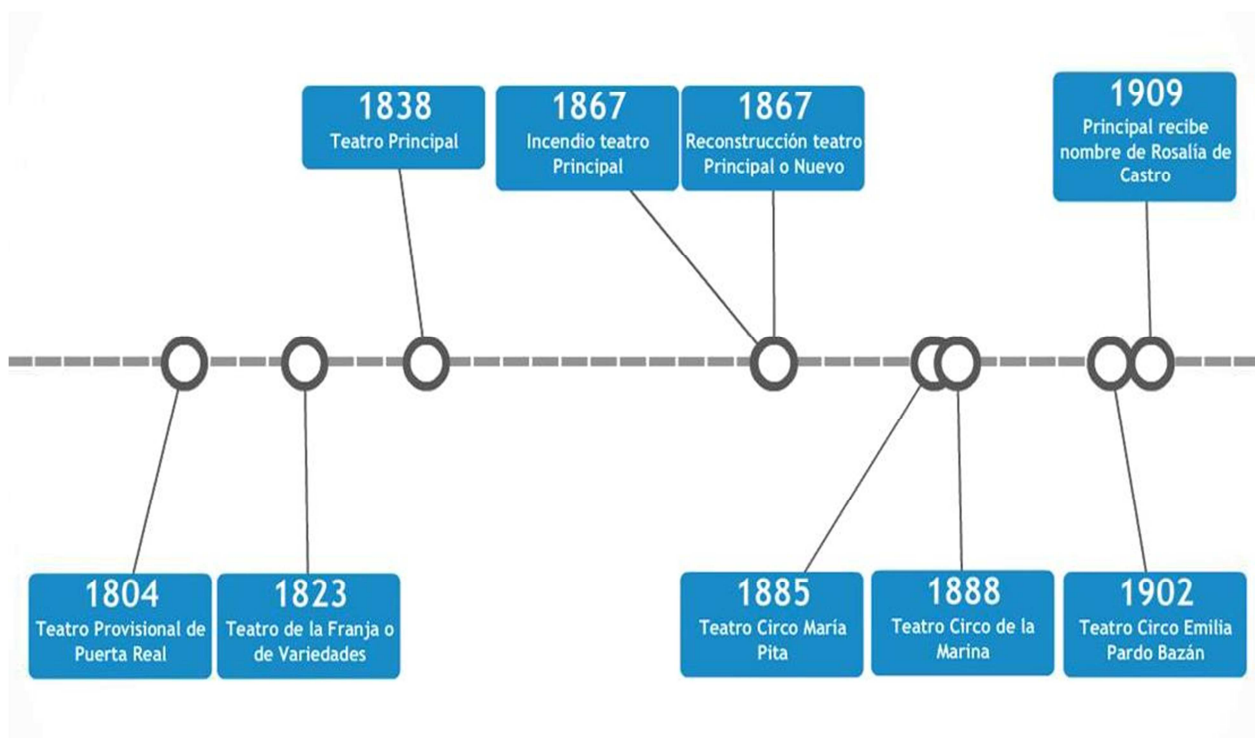 1838
Teatro Principal
1867
Incendio teatro
Principal
1867
Reconstrucción teatro
Principal o Nuevo
1909
Principal recibe
nombre de Rosalía de
Castro
1804
Teatro Provisional de
Puerta Real
1823
Teatro de la Franja o
de Variedades
1885
Teatro Circo María
Pita
1888
Teatro Circo de la
Marina
1902
Teatro Circo Emilia
Pardo Bazán